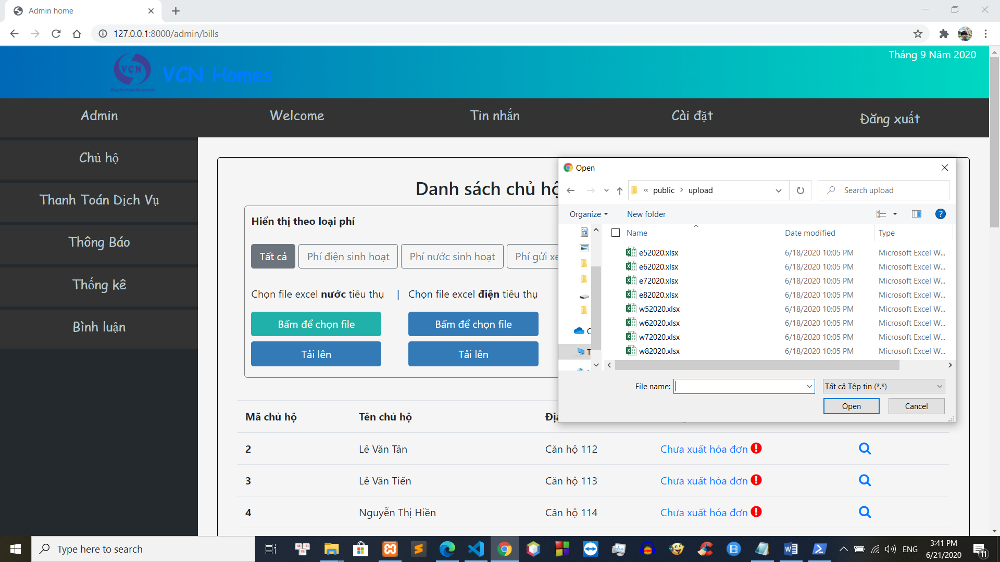 Admin home
127.0.0.1:8000/admin/bills
Tháng 9 Năm 2020
VCN
VCN Homes
Admin
Welcome
Tin nhắn
Cài đặt
Đăng xuất
Chủ hộ
Thanh Toán Dịch Vụ
Thông Báo
Thống kê
Bình luận
Danh sách chủ hộ
Hiển thị theo loại phí
Tất cả
Phí điện sinh hoạt
Phí nước sinh hoạt
Phí gửi xe
Chọn file excel nước tiêu thụ | Chọn file excel điện tiêu thụ
Bấm để chọn file
Bấm để chọn file
Tải lên
Tải lên
Mã chủ hộ
Tên chủ hộ
2 Lê Văn Tân Căn hộ 112 Chưa xuất hóa đơn
3 Lê Văn Tiến Căn hộ 113 Chưa xuất hóa đơn
4 Nguyễn Thị Hiền Căn hộ 114 Chưa xuất hóa đơn
Open
« public > upload
Search upload
Organize
New folder
Name Date modified Type
e52020.xlsx 6/18/2020 10:05 PM Microsoft Excel W...
e62020.xlsx 6/18/2020 10:05 PM Microsoft Excel W...
e72020.xlsx 6/18/2020 10:05 PM Microsoft Excel W...
e82020.xlsx 6/18/2020 10:05 PM Microsoft Excel W...
w52020.xlsx 6/18/2020 10:05 PM Microsoft Excel W...
w62020.xlsx 6/18/2020 10:05 PM Microsoft Excel W...
w72020.xlsx 6/18/2020 10:05 PM Microsoft Excel W...
w82020.xlsx 6/18/2020 10:05 PM Microsoft Excel W...
File name:
Tất cả Tệp tin (*.*)
Open
Cancel
Type here to search
ENG
3:41 PM
6/21/2020
11